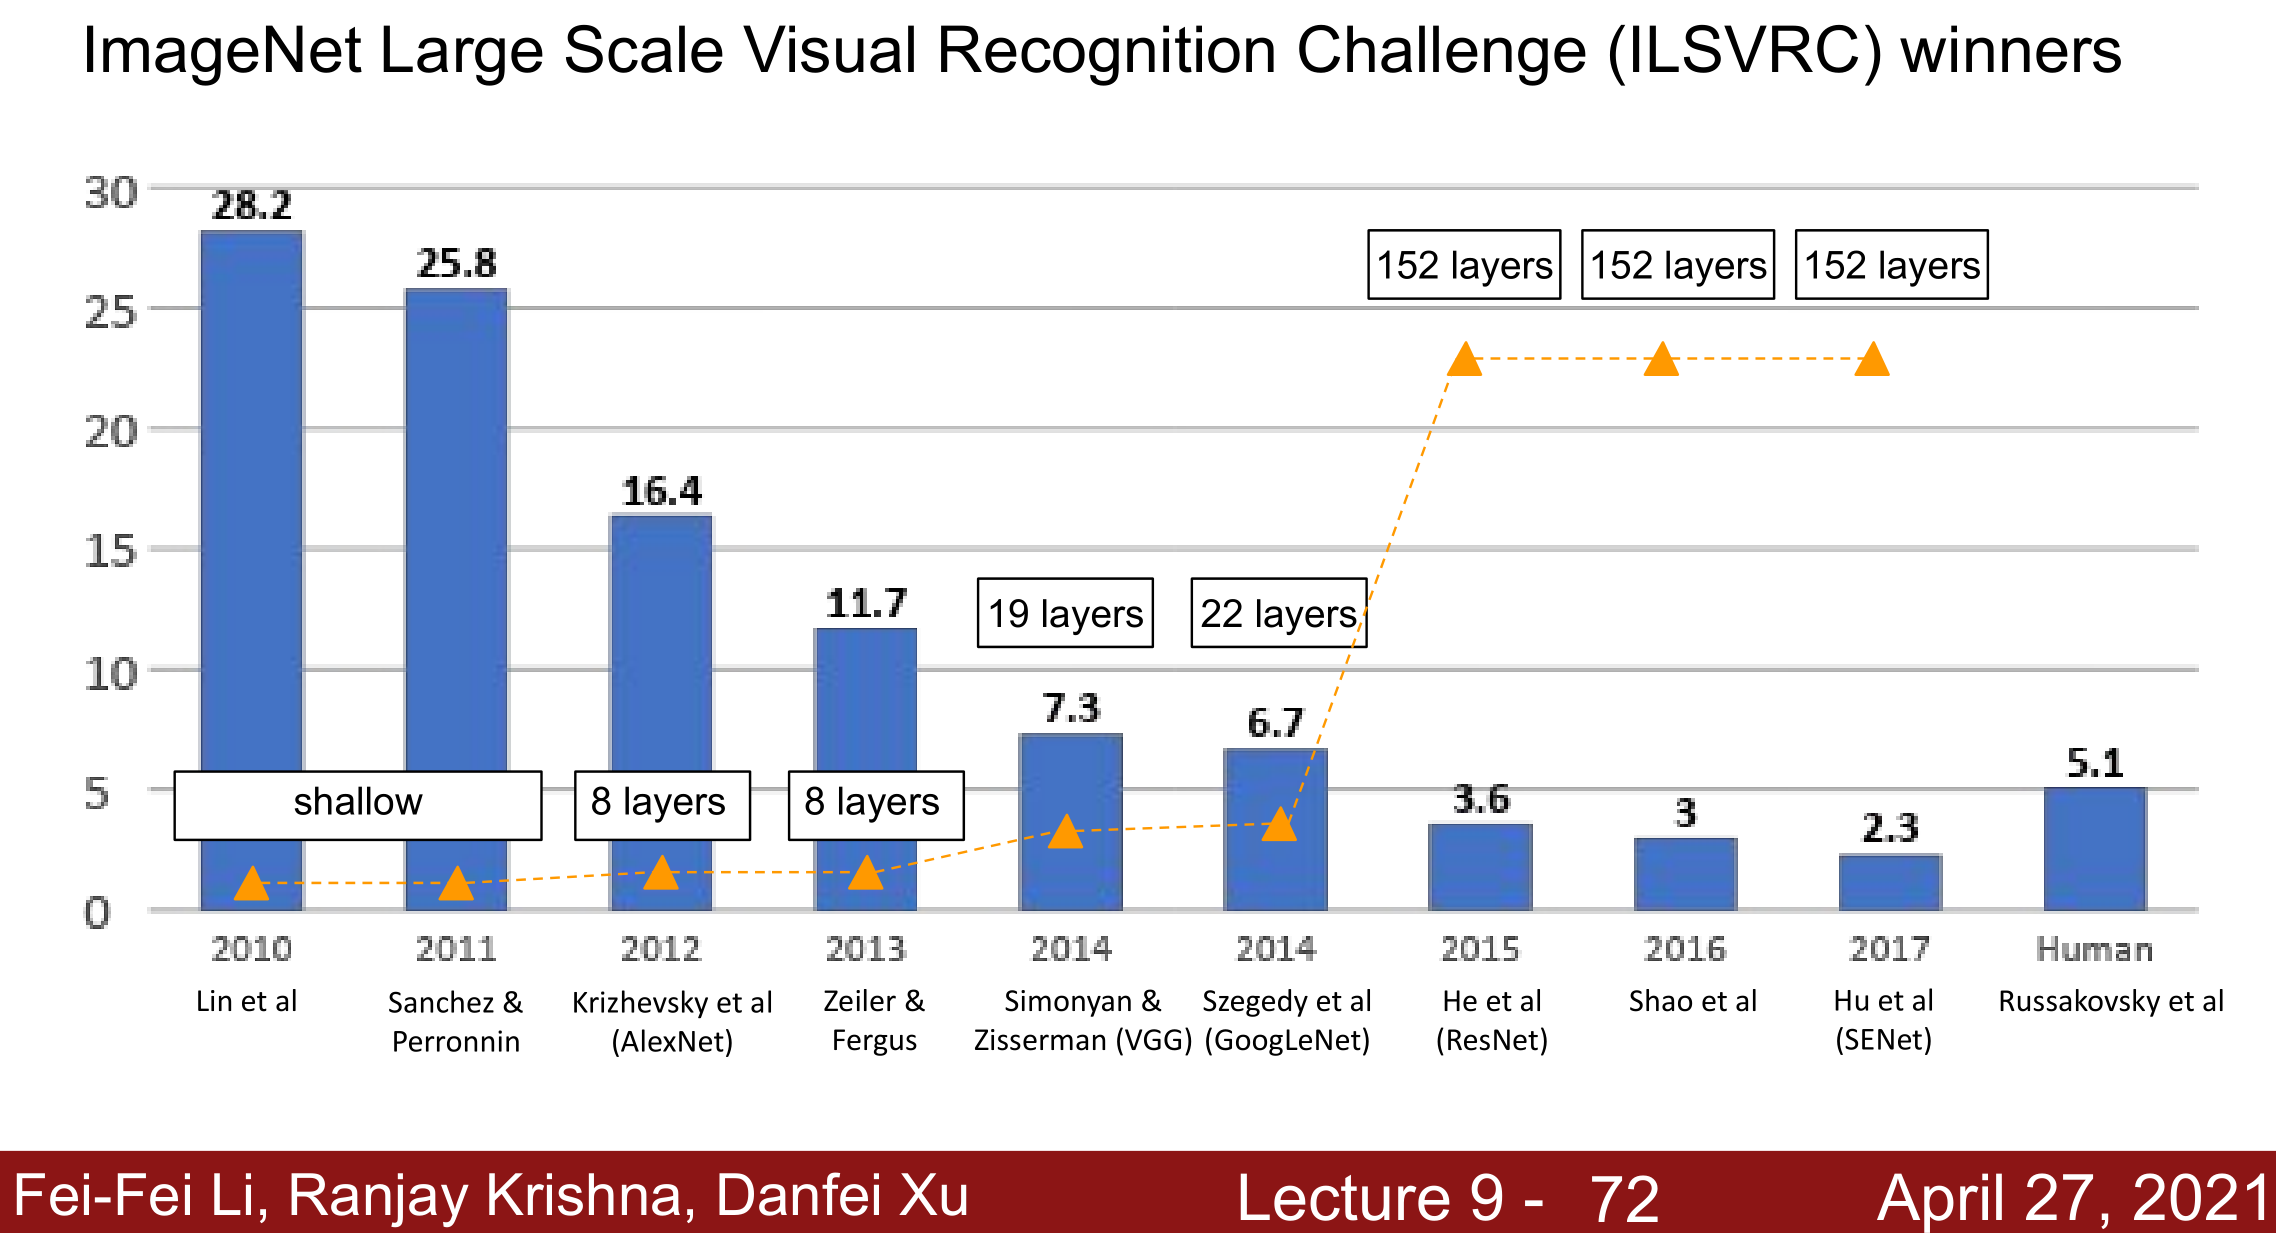 ImageNet Large Scale Visual Recognition Challenge (ILSVRC) winners
30
28.2
152 layers 152 layers 152 layers
25.8
25
20
16.4
15
11.7
19 layers 22 layers
10
7.3
6.7
5.1
5
shallow 8 layers 8 layers
3.6
3
2.3
0
2010 2011 2012 2013 2014 2014 2015 2016 2017 Human
Lin et al Sanchez & Krizhevsky et al Zeiler & Simonyan & Szegedy et al He et al Shao et al Hu et al Russakovsky et al
Perronnin (AlexNet) Fergus Zisserman (VGG) (GoogLeNet) (ResNet) (SENet)
Fei-Fei Li, Ranjay Krishna, Danfei Xu Lecture 9 - 72 April 27, 2021